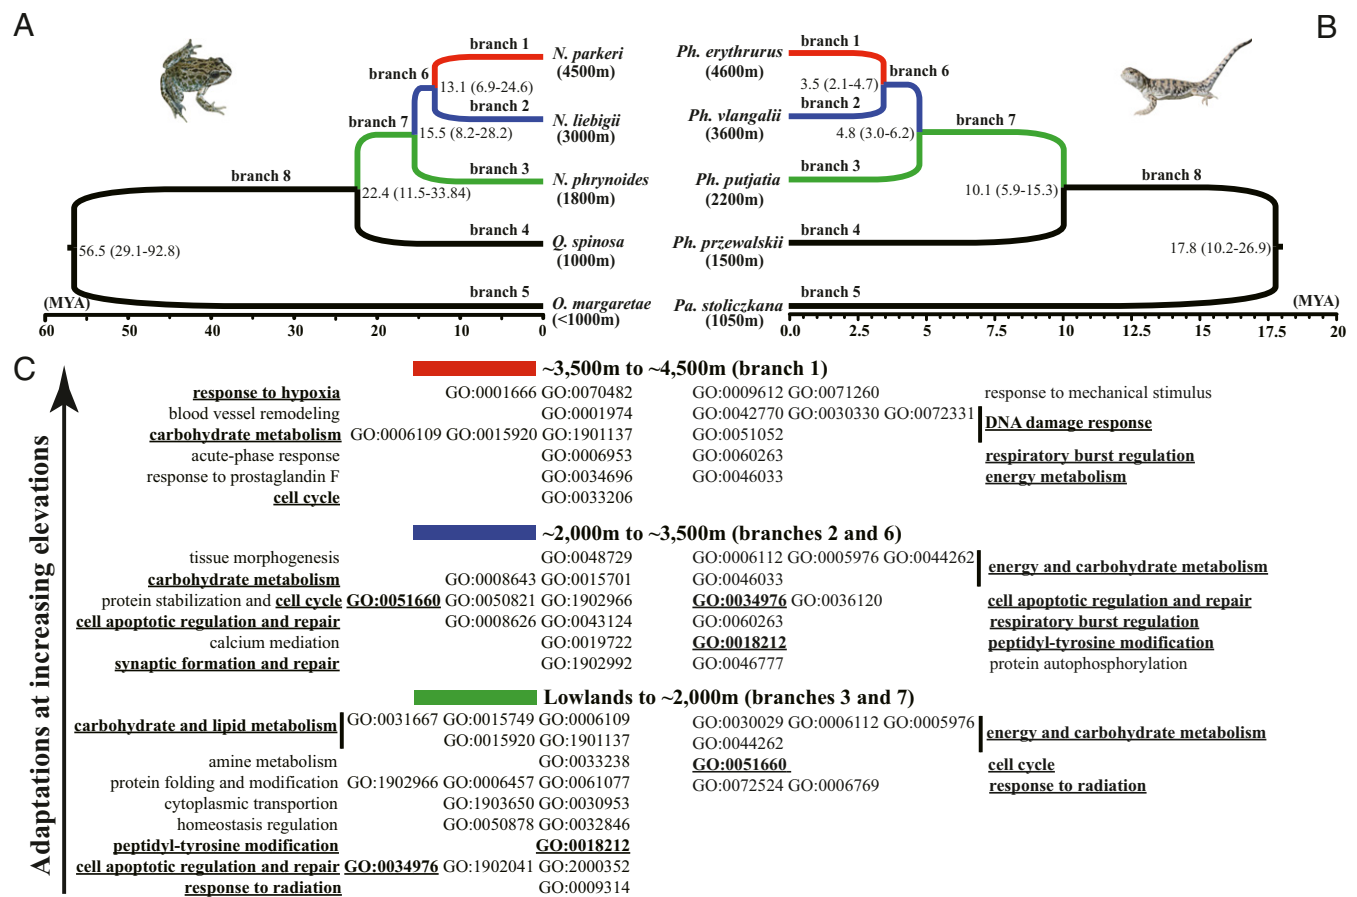 A
B
branch 1
N. parkeri
(4500m)
branch 6
13.1 (6.9-24.6)
branch 2
N. liebigii
(3000m)
branch 7
15.5 (8.2-28.2)
branch 3
N. phrynoides
(1800m)
branch 8
22.4 (11.5-33.84)
branch 4
Q. spinosa
(1000m)
56.5 (29.1-92.8)
branch 5
O. margaretae
(<1000m)
(MYA)
60 50 40 30 20 10 0
branch 1
Ph. erythrurus
(4600m)
branch 6
3.5 (2.1-4.7)
branch 2
Ph. vlangalii
(3600m)
4.8 (3.0-6.2)
branch 7
branch 3
Ph. putjatia
(2200m)
10.1 (5.9-15.3)
branch 8
branch 4
Ph. przewalskii
(1500m)
17.8 (10.2-26.9)
branch 5
Pa. stoliczkana
(1050m)
(MYA)
0.0 2.5 5 7.5 10 12.5 15 17.5 20
C
Adaptations at increasing elevations
~3,500m to ~4,500m (branch 1)
response to hypoxia GO:0001666 GO:0070482 GO:0009612 GO:0071260 response to mechanical stimulus
blood vessel remodeling GO:0001974 GO:0042770 GO:0030330 GO:0072331
DNA damage response
carbohydrate metabolism GO:0006109 GO:0015920 GO:1901137 GO:0051052
acute-phase response GO:0006953 GO:0060263 respiratory burst regulation
response to prostaglandin F GO:0034696 GO:0046033 energy metabolism
cell cycle GO:0033206
~2,000m to ~3,500m (branches 2 and 6)
tissue morphogenesis GO:0048729 GO:0006112 GO:0005976 GO:0044262
energy and carbohydrate metabolism
carbohydrate metabolism GO:0008643 GO:0015701 GO:0046033
protein stabilization and cell cycle GO:0051660 GO:0050821 GO:1902966 GO:0034976 GO:0036120 cell apoptotic regulation and repair
cell apoptotic regulation and repair GO:0008626 GO:0043124 GO:0060263 respiratory burst regulation
calcium mediation GO:0019722 GO:0018212 peptidyl-tyrosine modification
synaptic formation and repair GO:1902992 GO:0046777 protein autophosphorylation
Lowlands to ~2,000m (branches 3 and 7)
carbohydrate and lipid metabolism GO:0031667 GO:0015749 GO:0006109 GO:0030029 GO:0006112 GO:0005976
energy and carbohydrate metabolism
GO:0015920 GO:1901137 GO:0044262
amine metabolism GO:0033238 GO:0051660 cell cycle
protein folding and modification GO:1902966 GO:0006457 GO:0061077 GO:0072524 GO:0006769 response to radiation
cytoplasmic transportion GO:1903650 GO:0030953
homeostasis regulation GO:0050878 GO:0032846
peptidyl-tyrosine modification GO:0018212
cell apoptotic regulation and repair GO:0034976 GO:1902041 GO:2000352
response to radiation GO:0009314